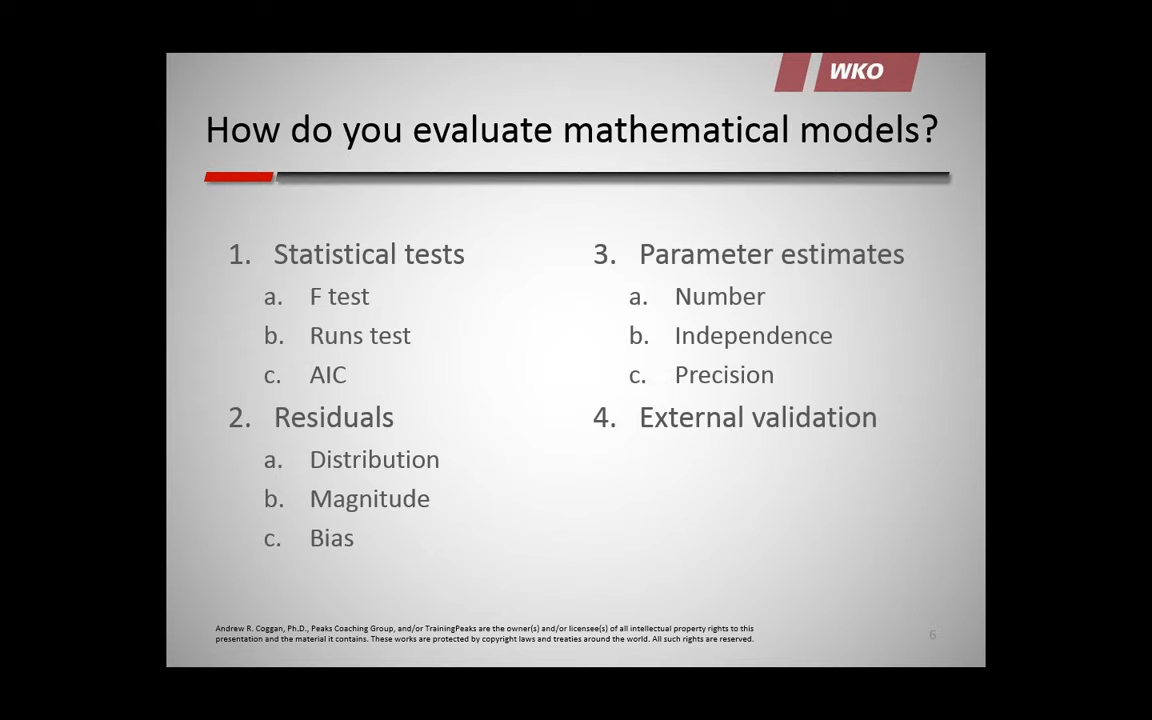 WKO
How do you evaluate mathematical models?
1. Statistical tests
a. F test
b. Runs test
c. AIC
2. Residuals
a. Distribution
b. Magnitude
c. Bias
3. Parameter estimates
a. Number
b. Independence
c. Precision
4. External validation
Andrew R. Coggan, Ph.D., Peaks Coaching Group, and/or TrainingPeaks are the owner(s) and/or licensee(s) of all intellectual property rights to this
presentation and the material it contains. These works are protected by copyright laws and treaties around the world. All such rights are reserved.
6